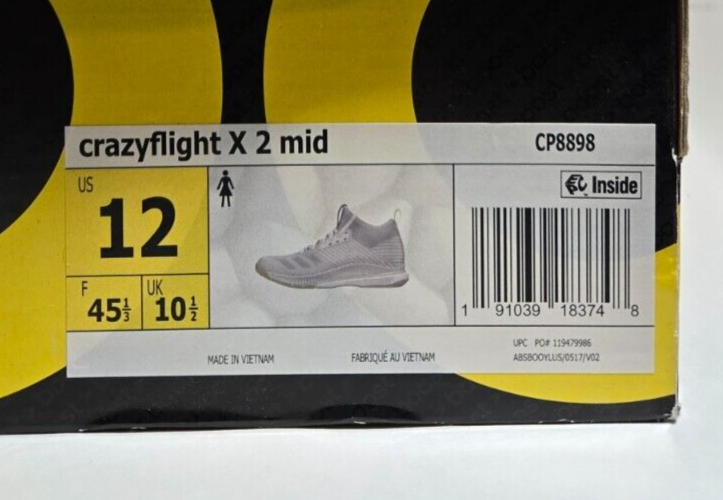 crazyflight X 2 mid
CP8898
US
12
F
45⅓
UK
10½
Inside
1 91039 18374 8
UPC PO# 119479986
ABSBOOYLUS/0517/V02
MADE IN VIETNAM
FABRIQUÉ AU VIETNAM